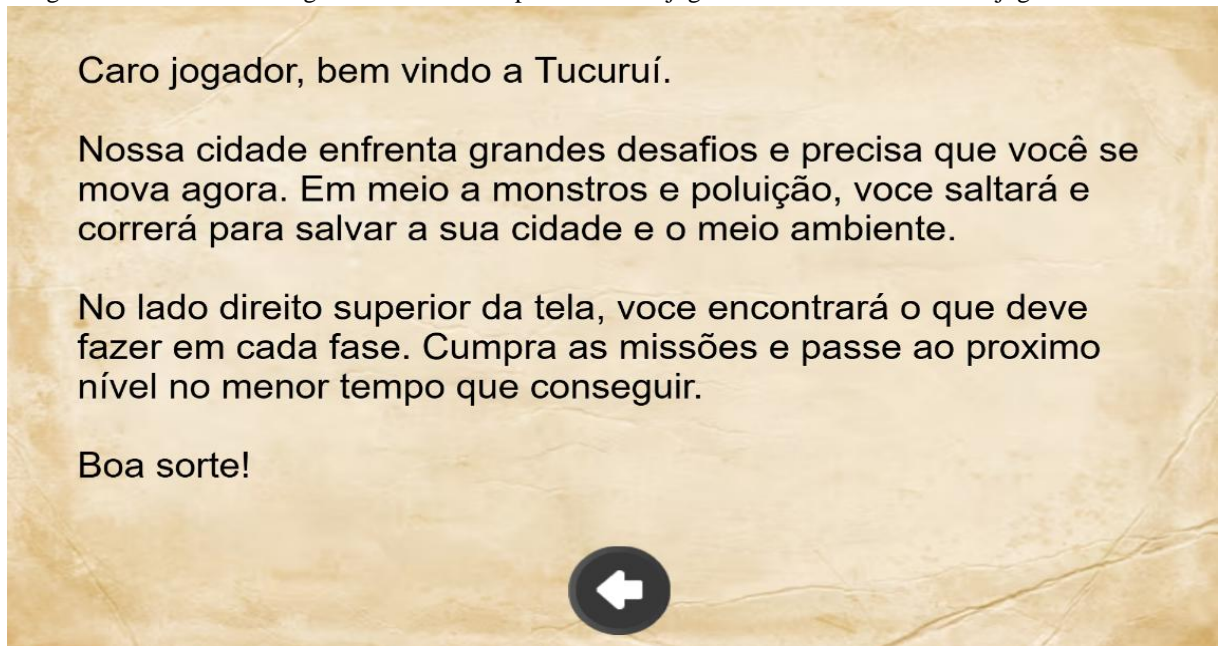 Caro jogador, bem vindo a Tucuruí.
Nossa cidade enfrenta grandes desafios e precisa que você se
mova agora. Em meio a monstros e poluição, voce saltará e
correrá para salvar a sua cidade e o meio ambiente.
No lado direito superior da tela, voce encontrará o que deve
fazer em cada fase. Cumpra as missões e passe ao proximo
nível no menor tempo que conseguir.
Boa sorte!